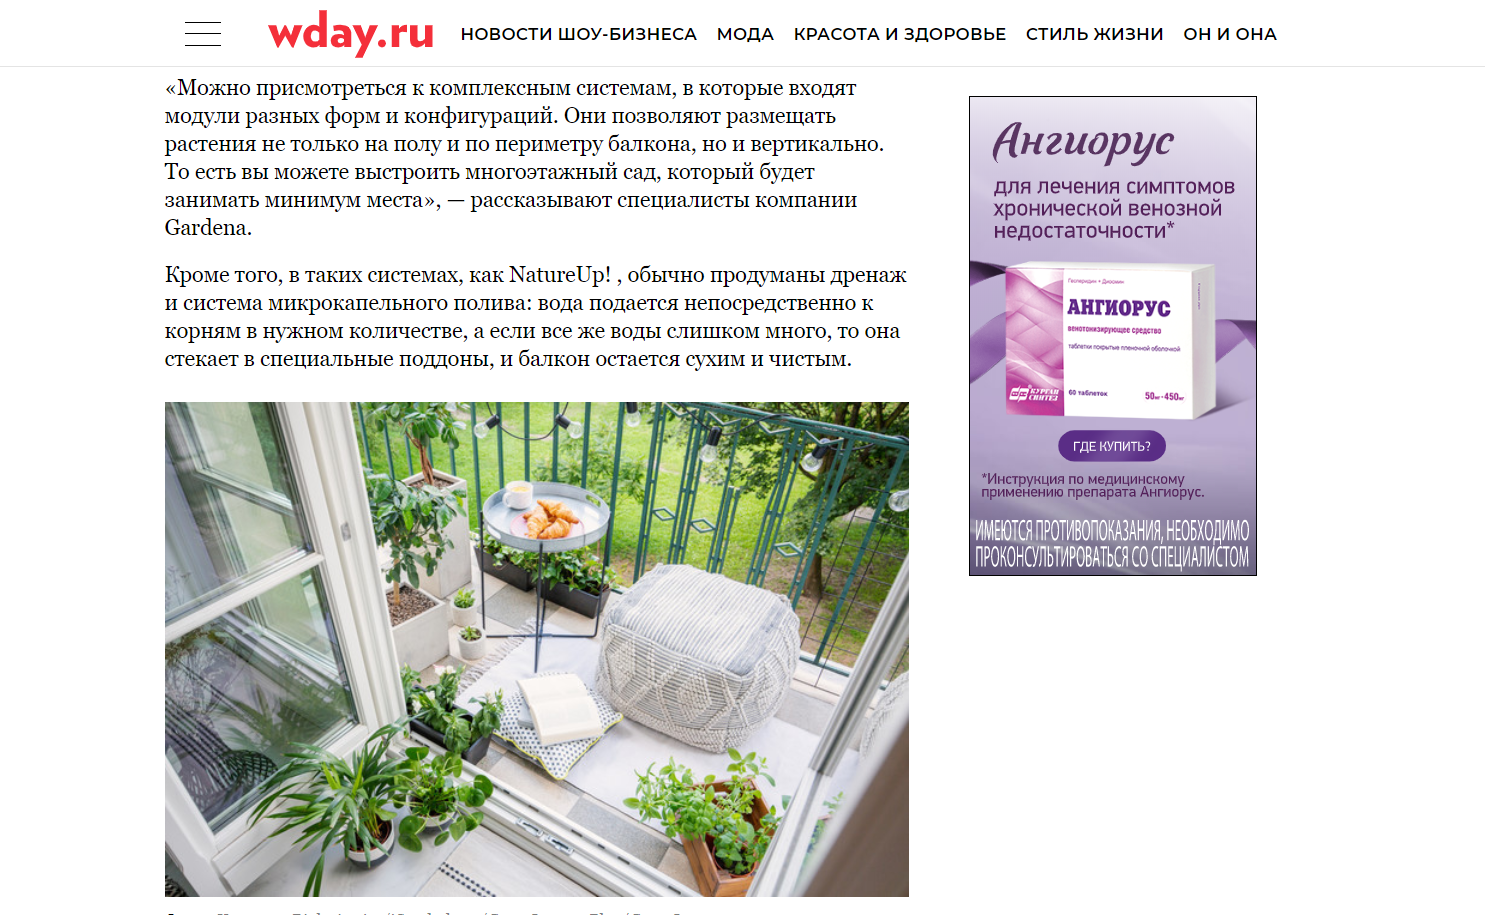 wday.ru
НОВОСТИ ШОУ-БИЗНЕСА МОДА КРАСОТА И ЗДОРОВЬЕ СТИЛЬ ЖИЗНИ ОН И ОНА
«Можно присмотреться к комплексным системам, в которые входят
модули разных форм и конфигураций. Они позволяют размещать
растения не только на полу и по периметру балкона, но и вертикально.
То есть вы можете выстроить многоэтажный сад, который будет
занимать минимум места», — рассказывают специалисты компании
Gardena.
Кроме того, в таких системах, как NatureUp! , обычно продуманы дренаж
и система микрокапельного полива: вода подается непосредственно к
корням в нужном количестве, а если все же воды слишком много, то она
стекает в специальные поддоны, и балкон остается сухим и чистым.
Ангиорус
для лечения симптомов
хронической венозной
недостаточности*
Гесперидин + Диосмин
АНГИОРУС
венотонизирующее средство
таблетки покрытые пленочной оболочкой
КУРГАН
СИНТЕЗ
60 таблеток
50мг+450мг
ГДЕ КУПИТЬ?
*Инструкция по медицинскому
применению препарата Ангиорус.
ИМЕЮТСЯ ПРОТИВОПОКАЗАНИЯ, НЕОБХОДИМО
ПРОКОНСУЛЬТИРОВАТЬСЯ СО СПЕЦИАЛИСТОМ